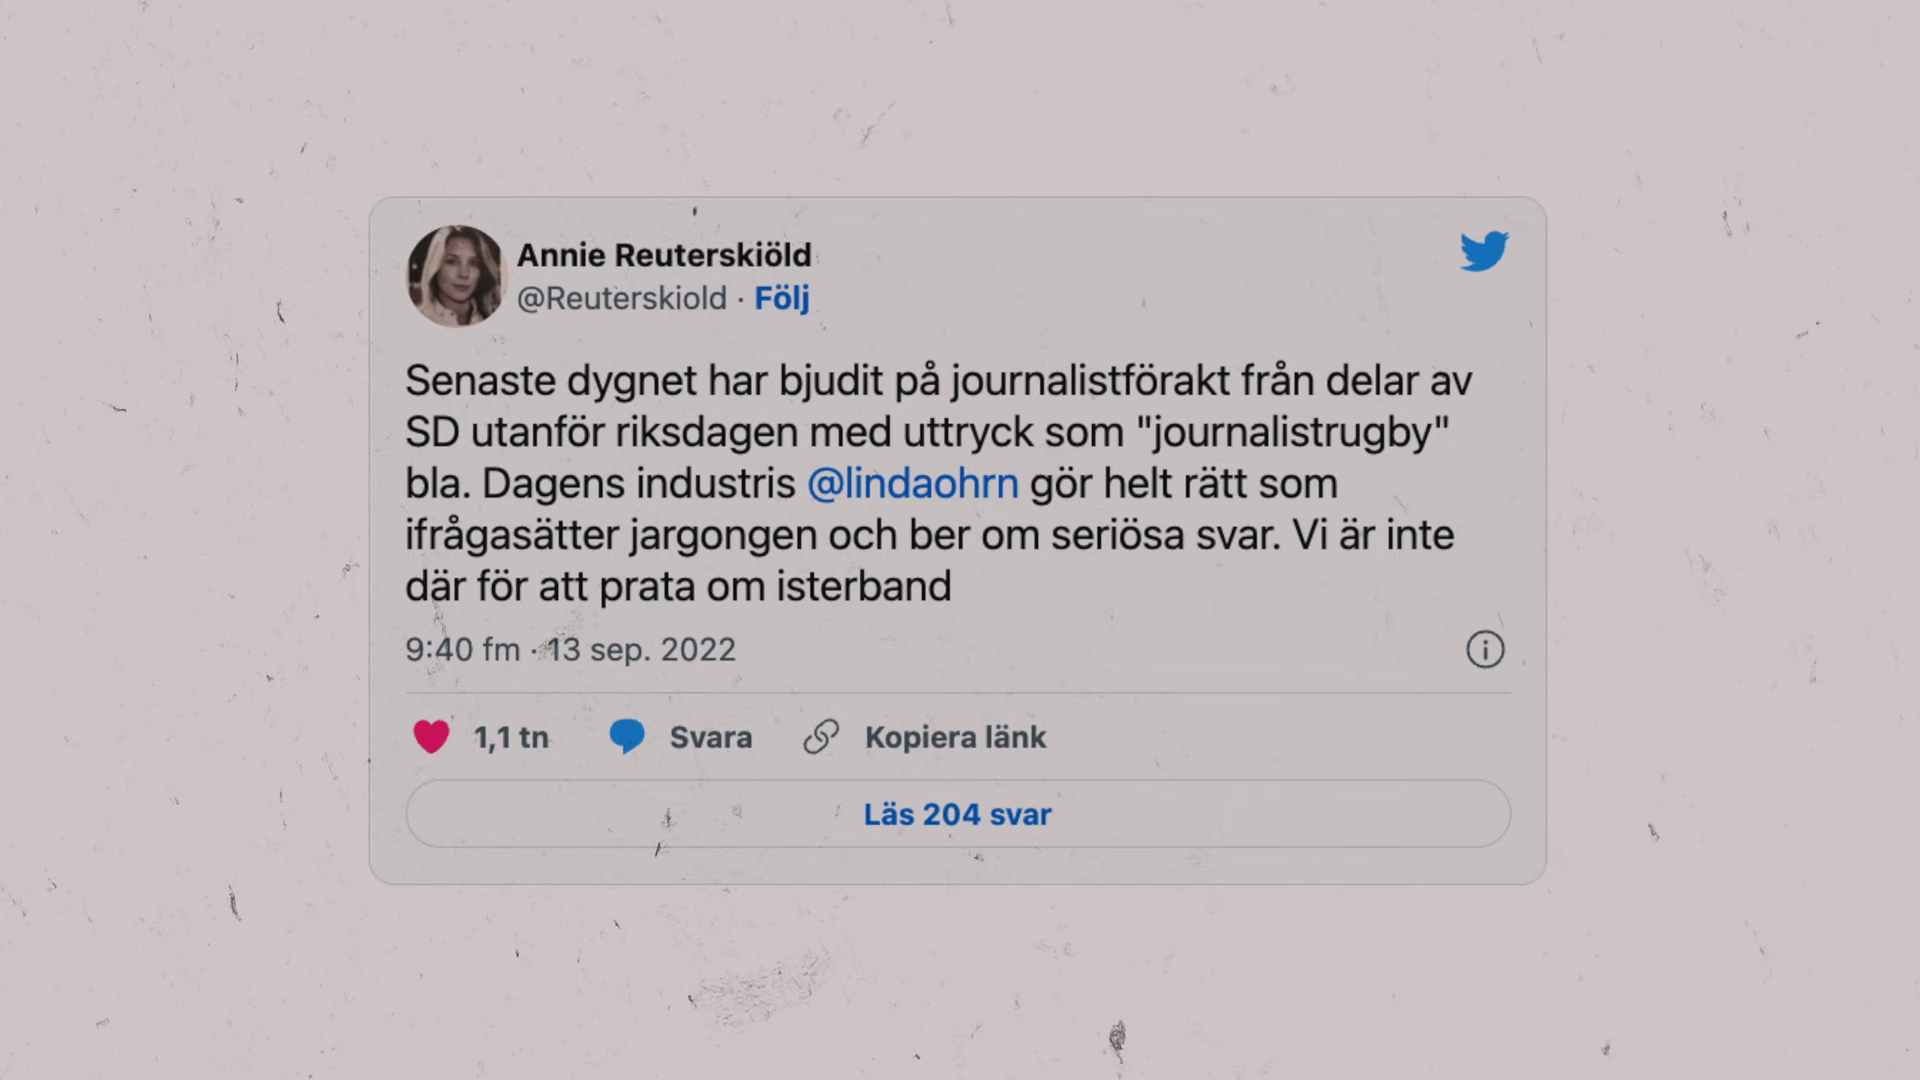 Annie Reuterskiöld
@Reuterskiold · Följ
Senaste dygnet har bjudit på journalistförakt från delar av
SD utanför riksdagen med uttryck som "journalistrugby"
bla. Dagens industris @lindaohrn gör helt rätt som
ifrågasätter jargongen och ber om seriösa svar. Vi är inte
där för att prata om isterband
9:40 fm · 13 sep. 2022
1,1 tn Svara Kopiera länk
Läs 204 svar